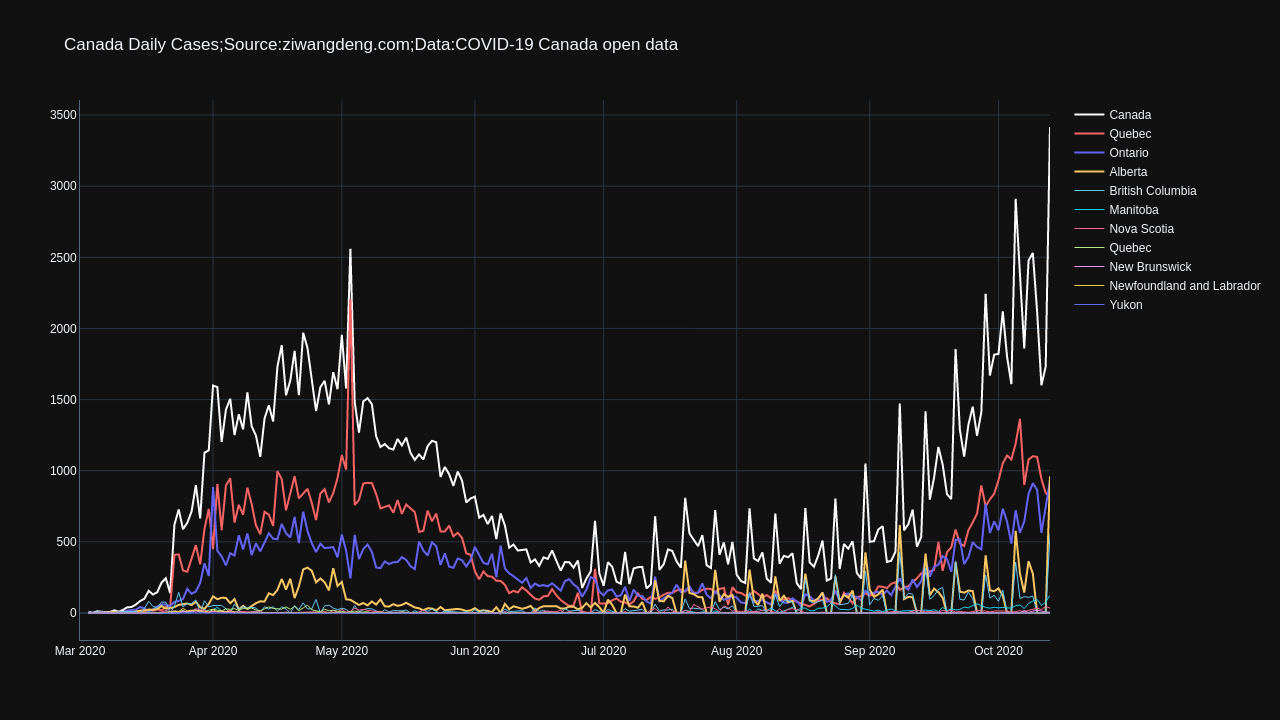 Canada Daily Cases;Source:ziwangdeng.com;Data:COVID-19 Canada open data
3500
3000
2500
2000
1500
1000
500
0
Mar 2020
Apr 2020
May 2020
Jun 2020
Jul 2020
Aug 2020
Sep 2020
Oct 2020
Canada
Quebec
Ontario
Alberta
British Columbia
Manitoba
Nova Scotia
Quebec
New Brunswick
Newfoundland and Labrador
Yukon